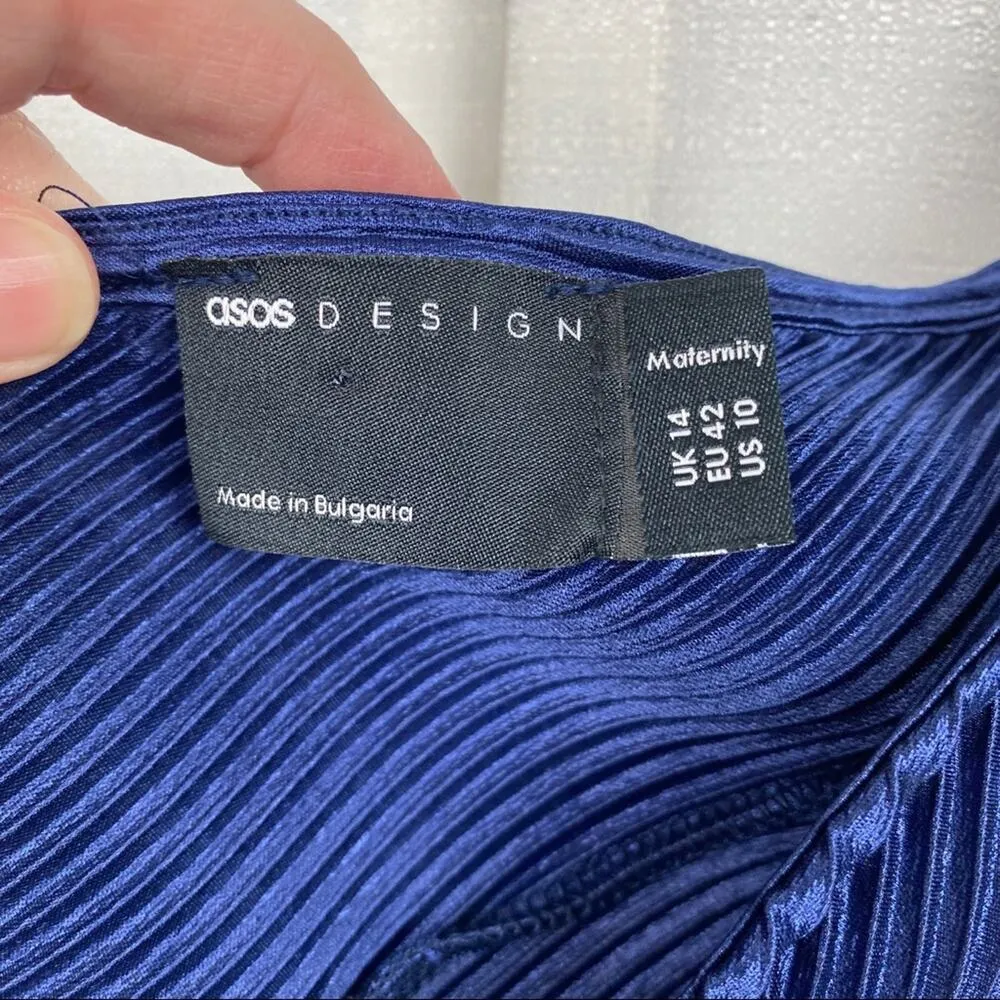 asos DESIGN
Made in Bulgaria
Maternity
UK 14
EU 42
US 10